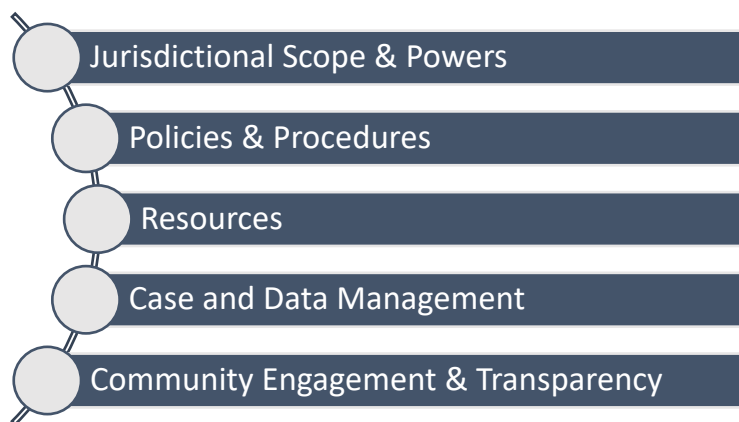 Jurisdictional Scope & Powers
Policies & Procedures
Resources
Case and Data Management
Community Engagement & Transparency